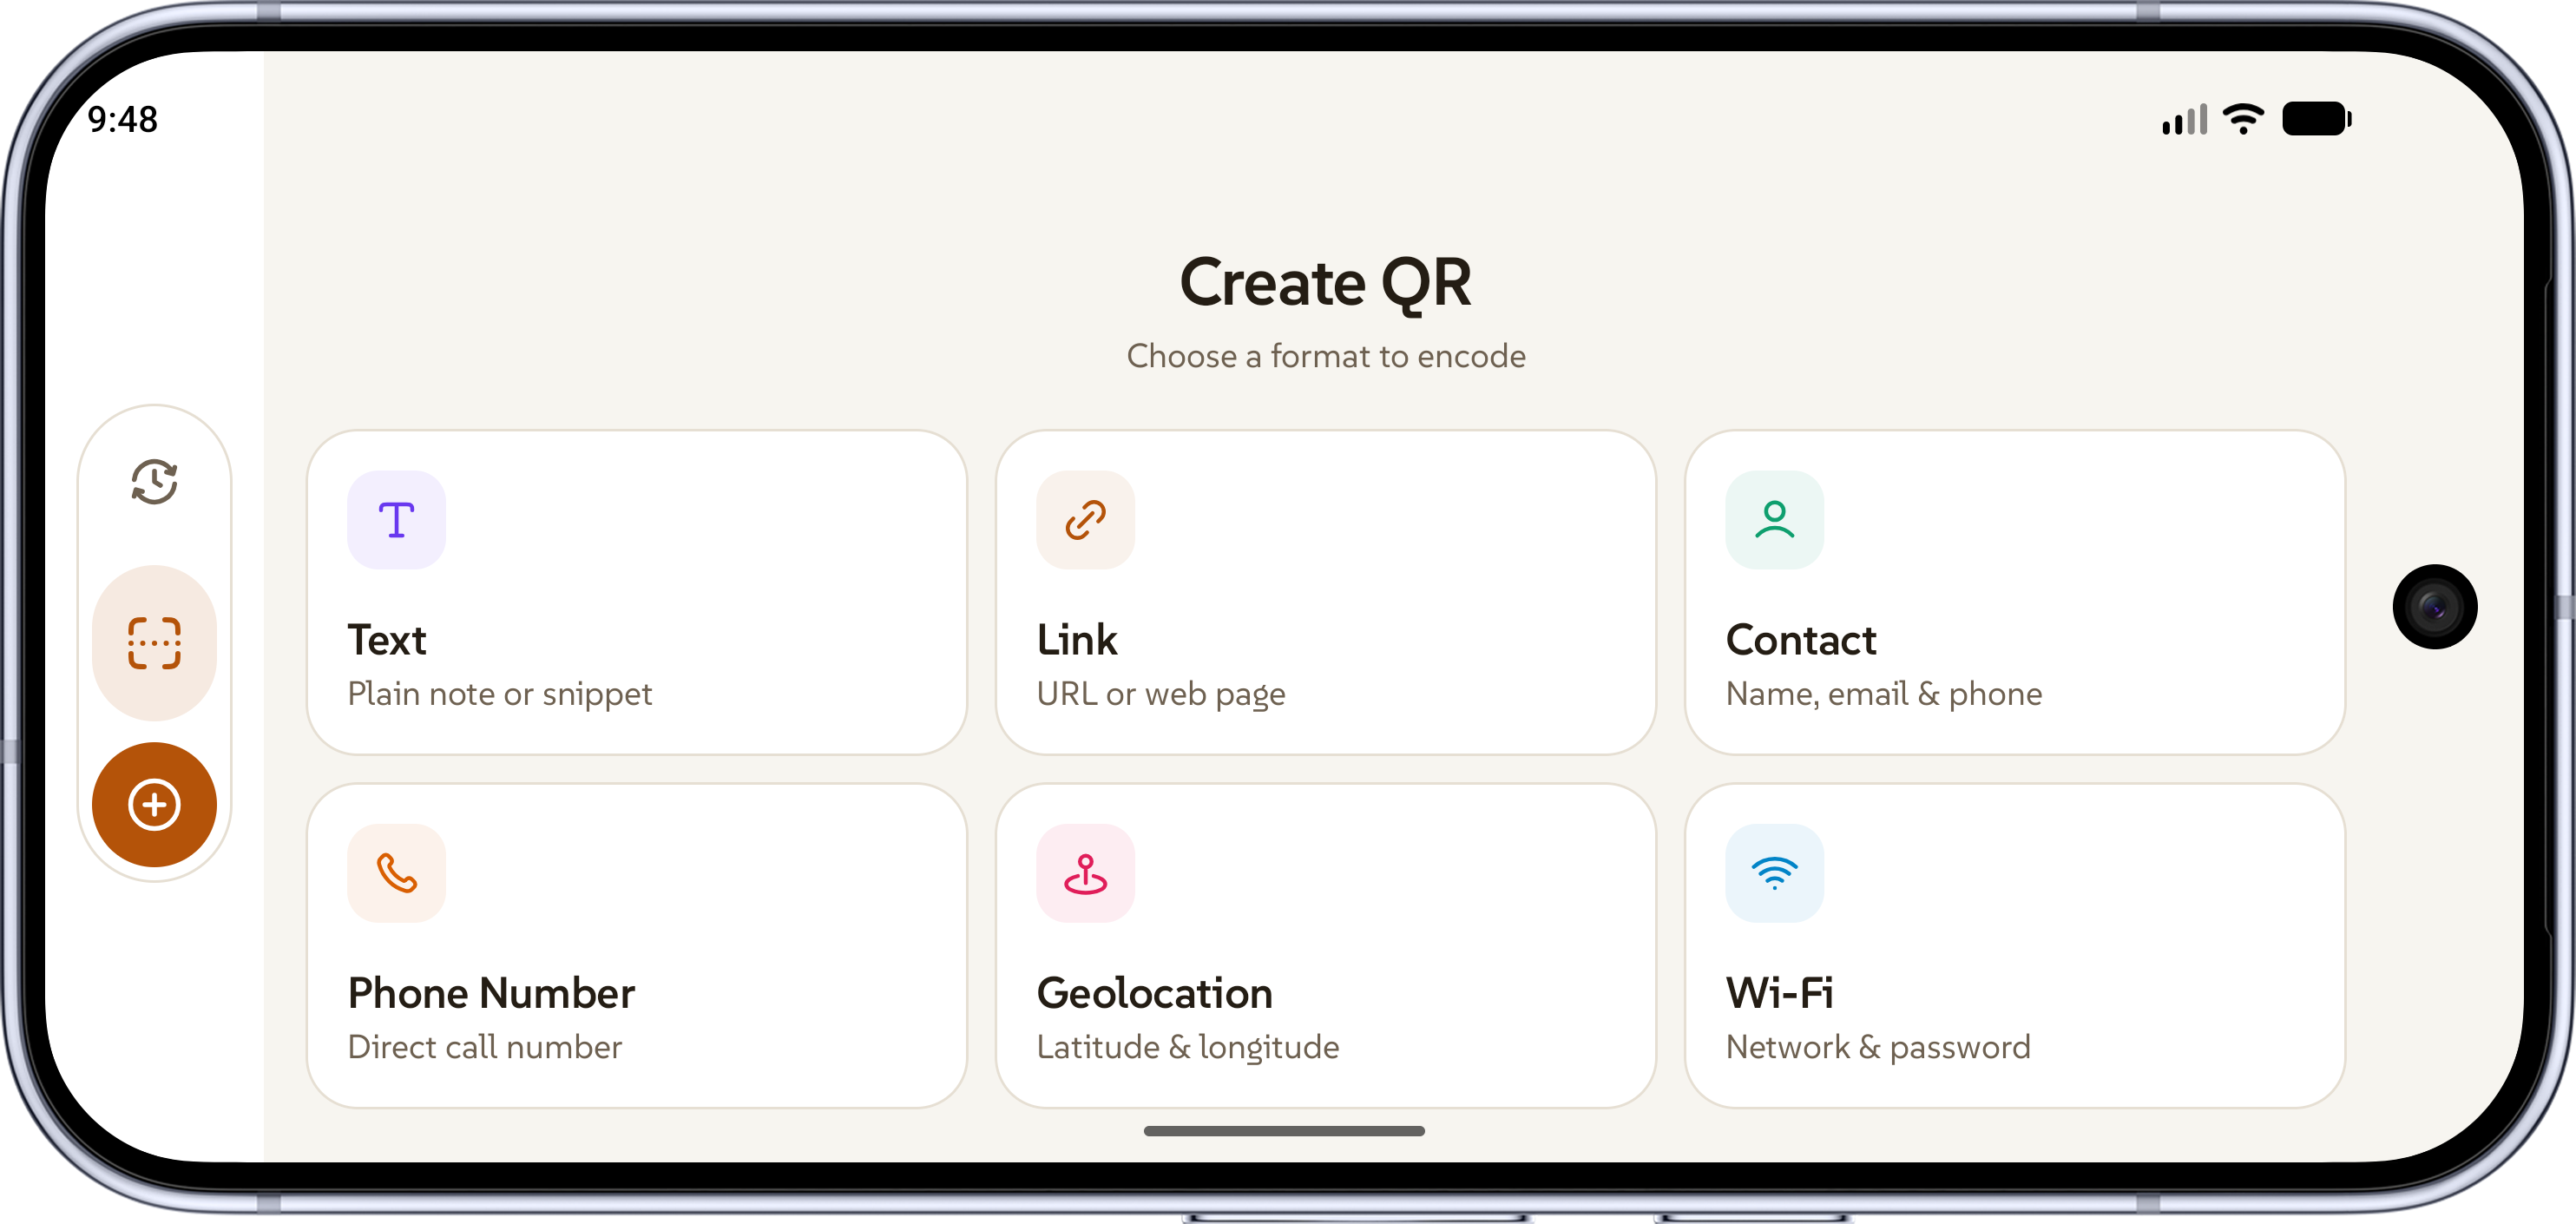 9:48
Create QR
Choose a format to encode
Text
Plain note or snippet
Link
URL or web page
Contact
Name, email & phone
Phone Number
Direct call number
Geolocation
Latitude & longitude
Wi-Fi
Network & password